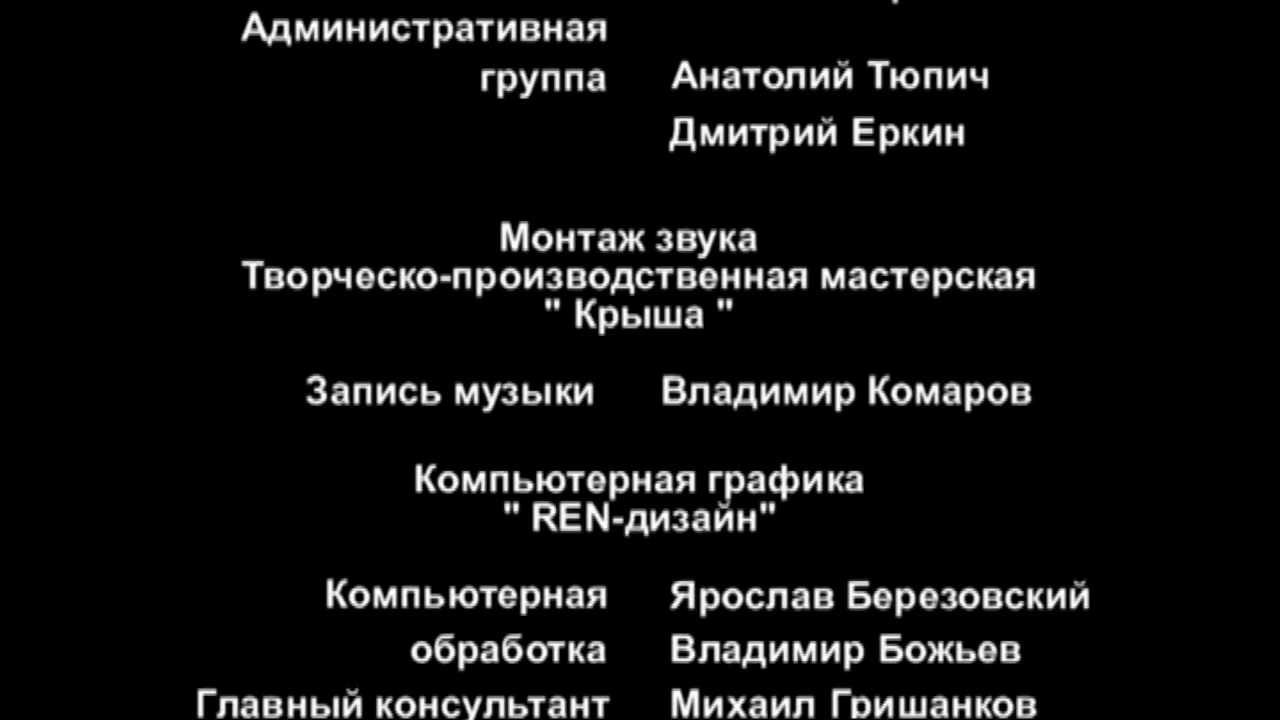 Административная
группа Анатолий Тюпич
Дмитрий Еркин
Монтаж звука
Творческо-производственная мастерская
" Крыша "
Запись музыки Владимир Комаров
Компьютерная графика
" REN-дизайн"
Компьютерная Ярослав Березовский
обработка Владимир Божьев
Главный консультант Михаил Гришанков